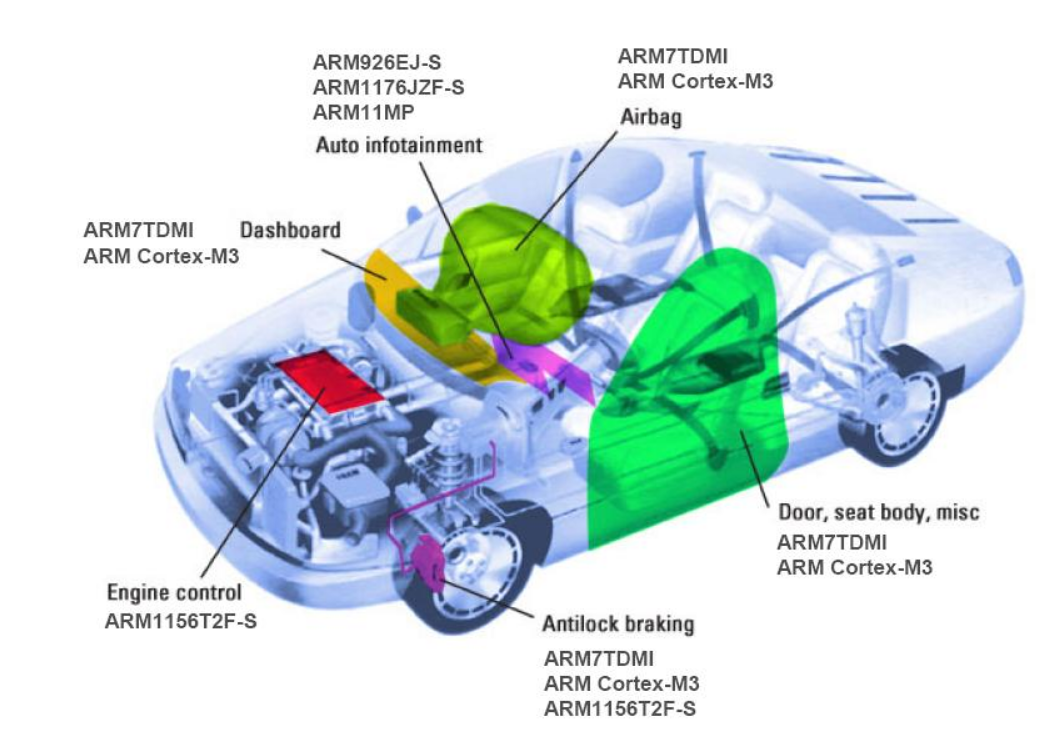 ARM926EJ-S
ARM1176JZF-S
ARM11MP
Auto infotainment
ARM7TDMI
ARM Cortex-M3
Airbag
ARM7TDMI
ARM Cortex-M3
Dashboard
Door, seat body, misc
ARM7TDMI
ARM Cortex-M3
Engine control
ARM1156T2F-S
Antilock braking
ARM7TDMI
ARM Cortex-M3
ARM1156T2F-S